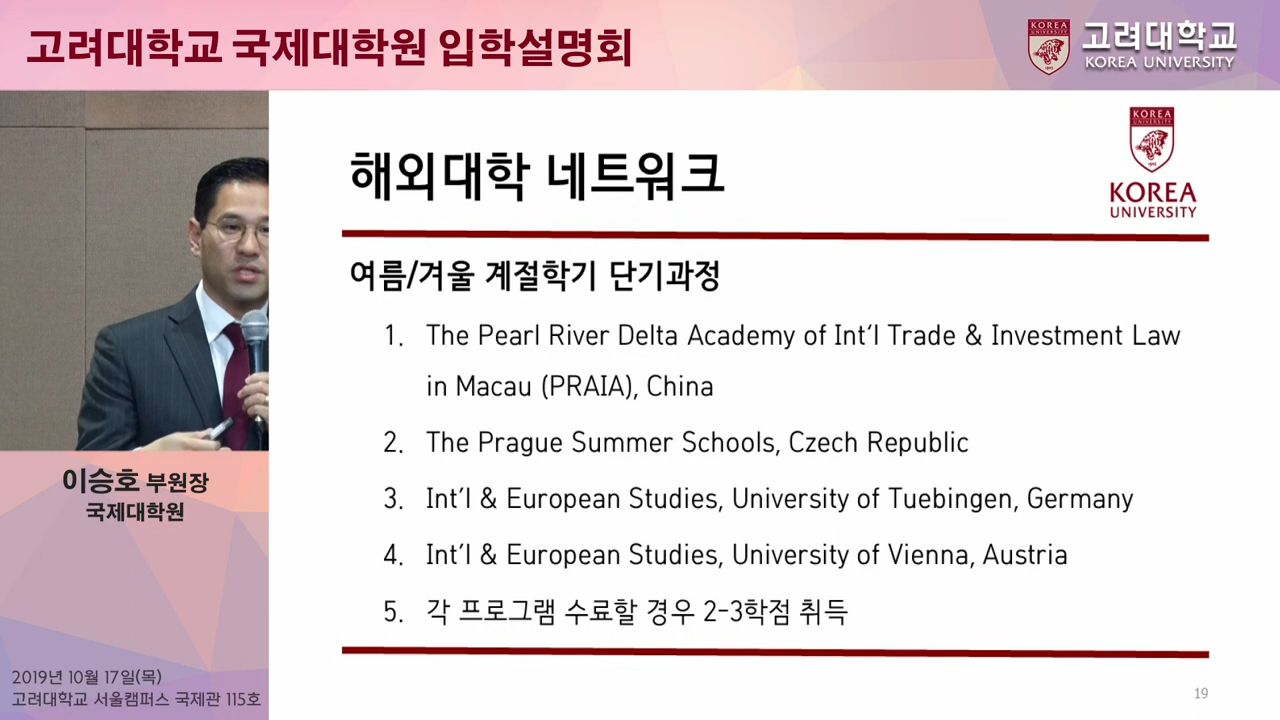 고려대학교 국제대학원 입학설명회
KOREA
UNIVERSITY
1905
고려대학교
KOREA UNIVERSITY
해외대학 네트워크
KOREA
UNIVERSITY
1905
KOREA
UNIVERSITY
여름/겨울 계절학기 단기과정
1. The Pearl River Delta Academy of Int'l Trade & Investment Law
in Macau (PRAIA), China
2. The Prague Summer Schools, Czech Republic
3. Int'l & European Studies, University of Tuebingen, Germany
4. Int'l & European Studies, University of Vienna, Austria
5. 각 프로그램 수료할 경우 2-3학점 취득
이승호 부원장
국제대학원
2019년 10월 17일(목)
고려대학교 서울캠퍼스 국제관 115호
19